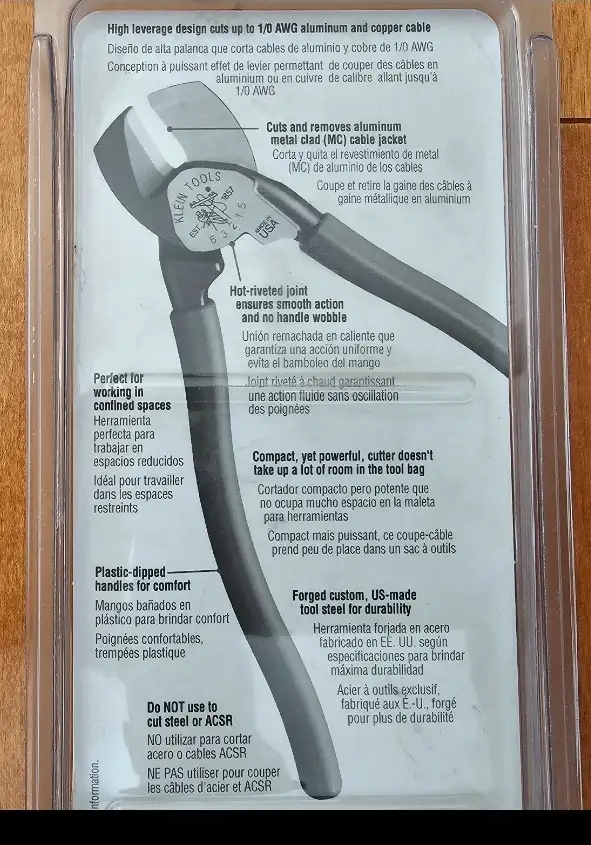 High leverage design cuts up to 1/0 AWG aluminum and copper cable
Diseño de alta palanca que corta cables de aluminio y cobre de 1/0 AWG
Conception à puissant effet de levier permettant de couper des câbles en
aluminium ou en cuivre de calibre allant jusqu'à
1/0 AWG
Cuts and removes aluminum
metal clad (MC) cable jacket
Corta y quita el revestimiento de metal
(MC) de aluminio de los cables
Coupe et retire la gaine des câbles à
gaine métallique en aluminium
KLEIN TOOLS
EST. 1857
63215
MADE IN
USA
Hot-riveted joint
ensures smooth action
and no handle wobble
Unión remachada en caliente que
garantiza una acción uniforme y
evita el bamboleo del mango
Joint riveté à chaud garantissant
une action fluide sans oscillation
des poignées
Perfect for
working in
confined spaces
Herramienta
perfecta para
trabajar en
espacios reducidos
Idéal pour travailler
dans les espaces
restreints
Compact, yet powerful, cutter doesn't
take up a lot of room in the tool bag
Cortador compacto pero potente que
no ocupa mucho espacio en la maleta
para herramientas
Compact mais puissant, ce coupe-câble
prend peu de place dans un sac à outils
Plastic-dipped
handles for comfort
Mangos bañados en
plástico para brindar confort
Poignées confortables,
trempées plastique
Forged custom, US-made
tool steel for durability
Herramienta forjada en acero
fabricado en EE. UU. según
especificaciones para brindar
máxima durabilidad
Acier à outils exclusif,
fabriqué aux E.-U., forgé
pour plus de durabilité
Do NOT use to
cut steel or ACSR
NO utilizar para cortar
acero o cables ACSR
NE PAS utiliser pour couper
les câbles d'acier et ACSR
nformation.